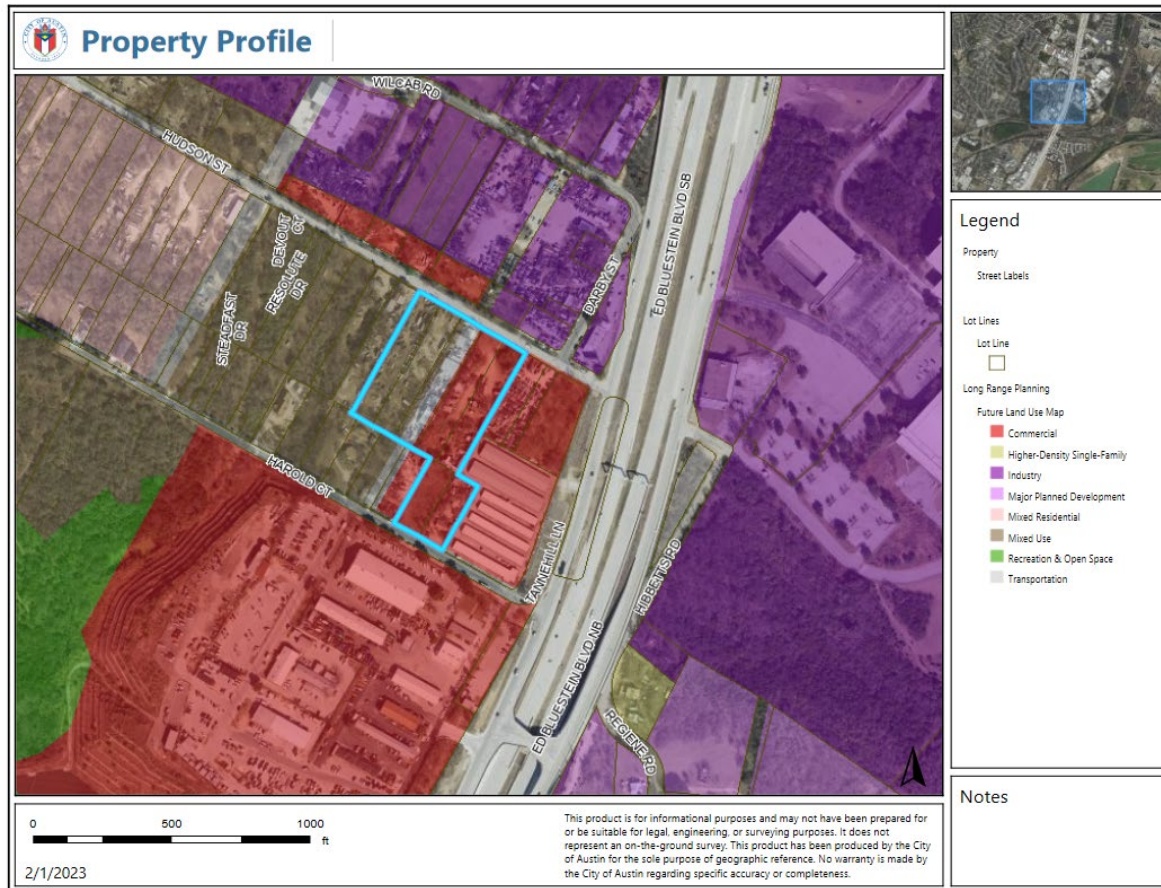 Property Profile
WILCAB RD
HUDSON ST
DEVOUT
CT
RESOLUTE
DR
STEADFAST
DR
DARBY ST
ED BLUESTEIN BLVD SB
HAROLD CT
TANNEHILL LN
HIBBETTS RD
ED BLUESTEIN BLVD NB
REGIENE RD
Legend
Property
Street Labels
Lot Lines
Lot Line
Long Range Planning
Future Land Use Map
Commercial
Higher-Density Single-Family
Industry
Major Planned Development
Mixed Residential
Mixed Use
Recreation & Open Space
Transportation
Notes
0 500 1000
ft
2/1/2023
This product is for informational purposes and may not have been prepared for
or be suitable for legal, engineering, or surveying purposes. It does not
represent an on-the-ground survey. This product has been produced by the City
of Austin for the sole purpose of geographic reference. No warranty is made by
the City of Austin regarding specific accuracy or completeness.